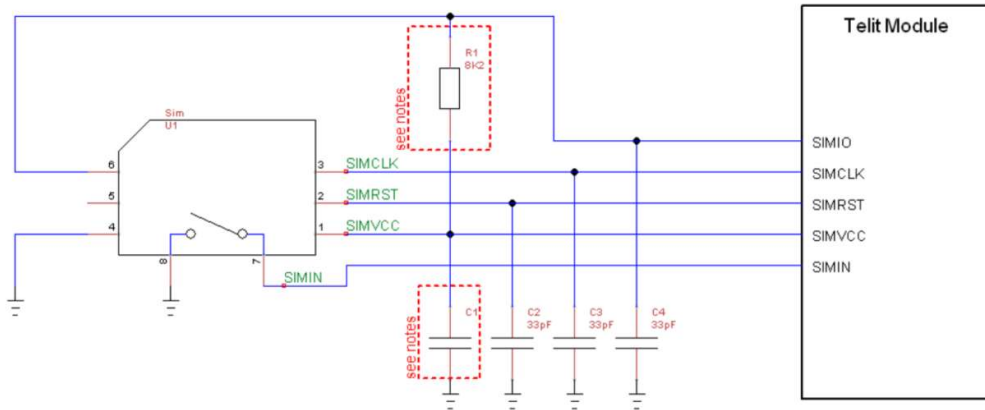 Telit Module
R1
8K2
see notes
Sim
U1
SIMIO
6
3
SIMCLK
SIMCLK
5
2
SIMRST
SIMRST
4
1
SIMVCC
SIMVCC
8
7
SIMIN
SIMIN
see notes
C1
C2
33pF
C3
33pF
C4
33pF